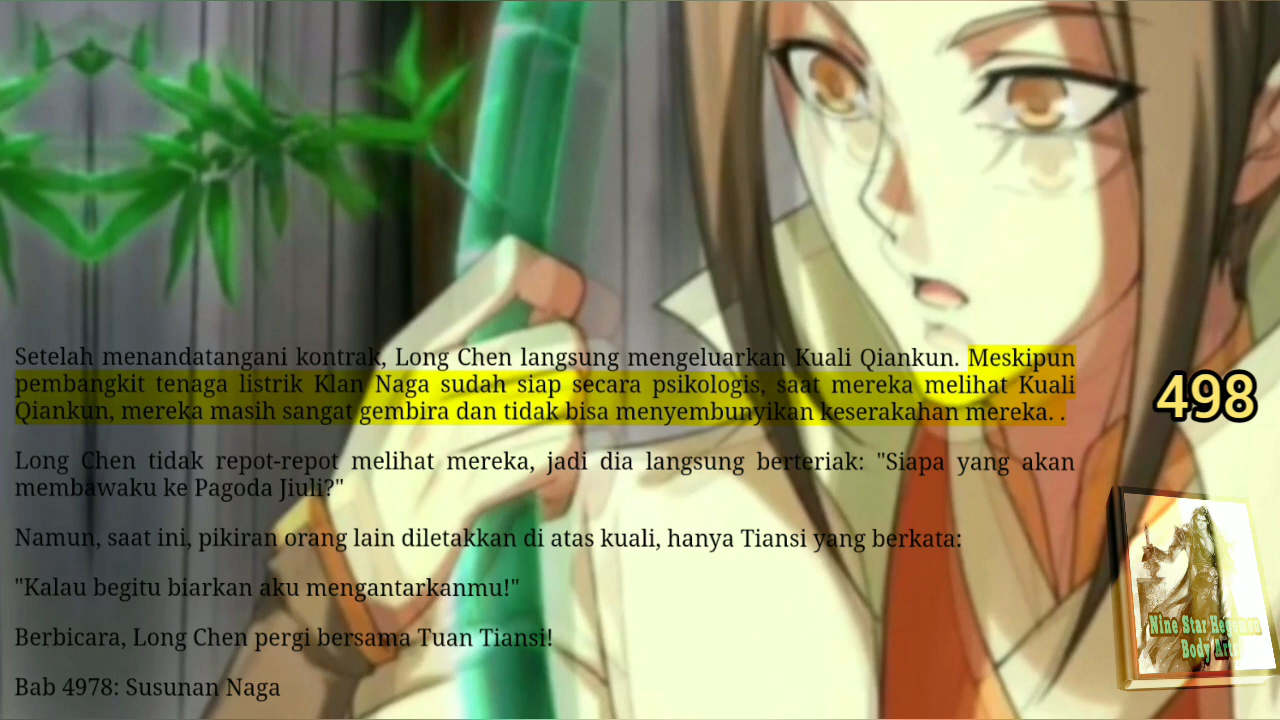 Setelah menandatangani kontrak, Long Chen langsung mengeluarkan Kuali Qiankun. Meskipun
pembangkit tenaga listrik Klan Naga sudah siap secara psikologis, saat mereka melihat Kuali
Qiankun, mereka masih sangat gembira dan tidak bisa menyembunyikan keserakahan mereka. .
498
Long Chen tidak repot-repot melihat mereka, jadi dia langsung berteriak: "Siapa yang akan
membawaku ke Pagoda Jiuli?"
Namun, saat ini, pikiran orang lain diletakkan di atas kuali, hanya Tiansi yang berkata:
"Kalau begitu biarkan aku mengantarkanmu!"
Berbicara, Long Chen pergi bersama Tuan Tiansi!
Nine Star Hegemon
Body Arts
Bab 4978: Susunan Naga